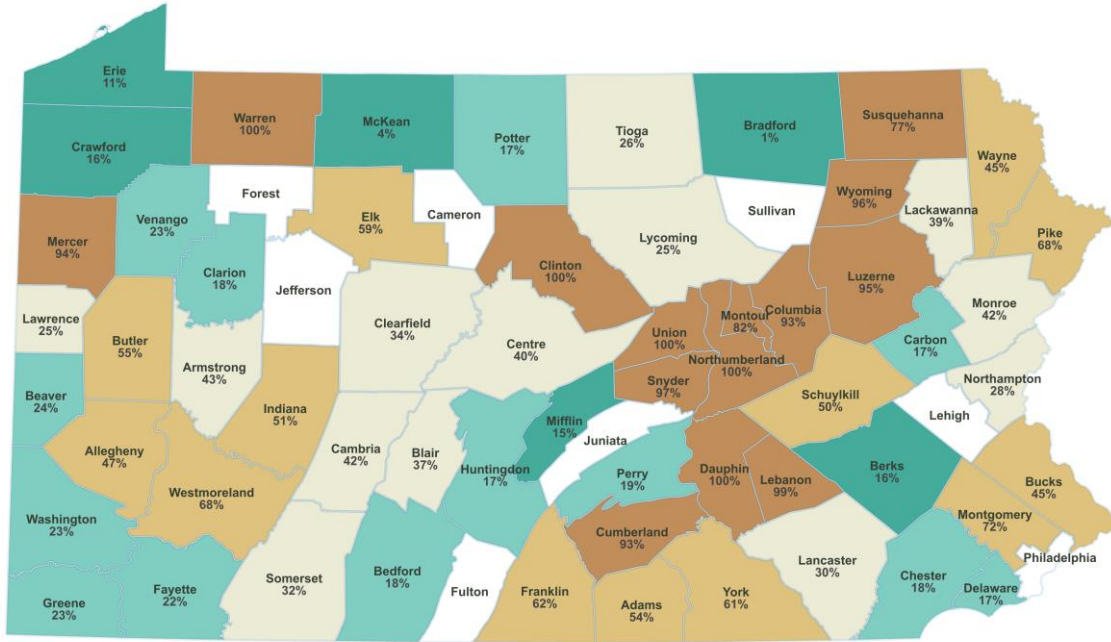 Erie
11%
Warren
100%
McKean
4%
Potter
17%
Tioga
26%
Bradford
1%
Susquehanna
77%
Wayne
45%
Crawford
16%
Forest
Cameron
Sullivan
Wyoming
96%
Lackawanna
39%
Pike
68%
Venango
23%
Elk
59%
Mercer
94%
Clarion
18%
Jefferson
Clinton
100%
Lycoming
25%
Luzerne
95%
Monroe
42%
Lawrence
25%
Butler
55%
Armstrong
43%
Clearfield
34%
Centre
40%
Union
100%
Montour
82%
Columbia
93%
Carbon
17%
Northumberland
100%
Snyder
97%
Northampton
28%
Beaver
24%
Indiana
51%
Schuylkill
50%
Lehigh
Mifflin
15%
Juniata
Allegheny
47%
Cambria
42%
Blair
37%
Huntingdon
17%
Perry
19%
Dauphin
100%
Lebanon
99%
Berks
16%
Bucks
45%
Westmoreland
68%
Montgomery
72%
Washington
23%
Cumberland
93%
Philadelphia
Lancaster
30%
Greene
23%
Fayette
22%
Somerset
32%
Bedford
18%
Fulton
Franklin
62%
Adams
54%
York
61%
Chester
18%
Delaware
17%